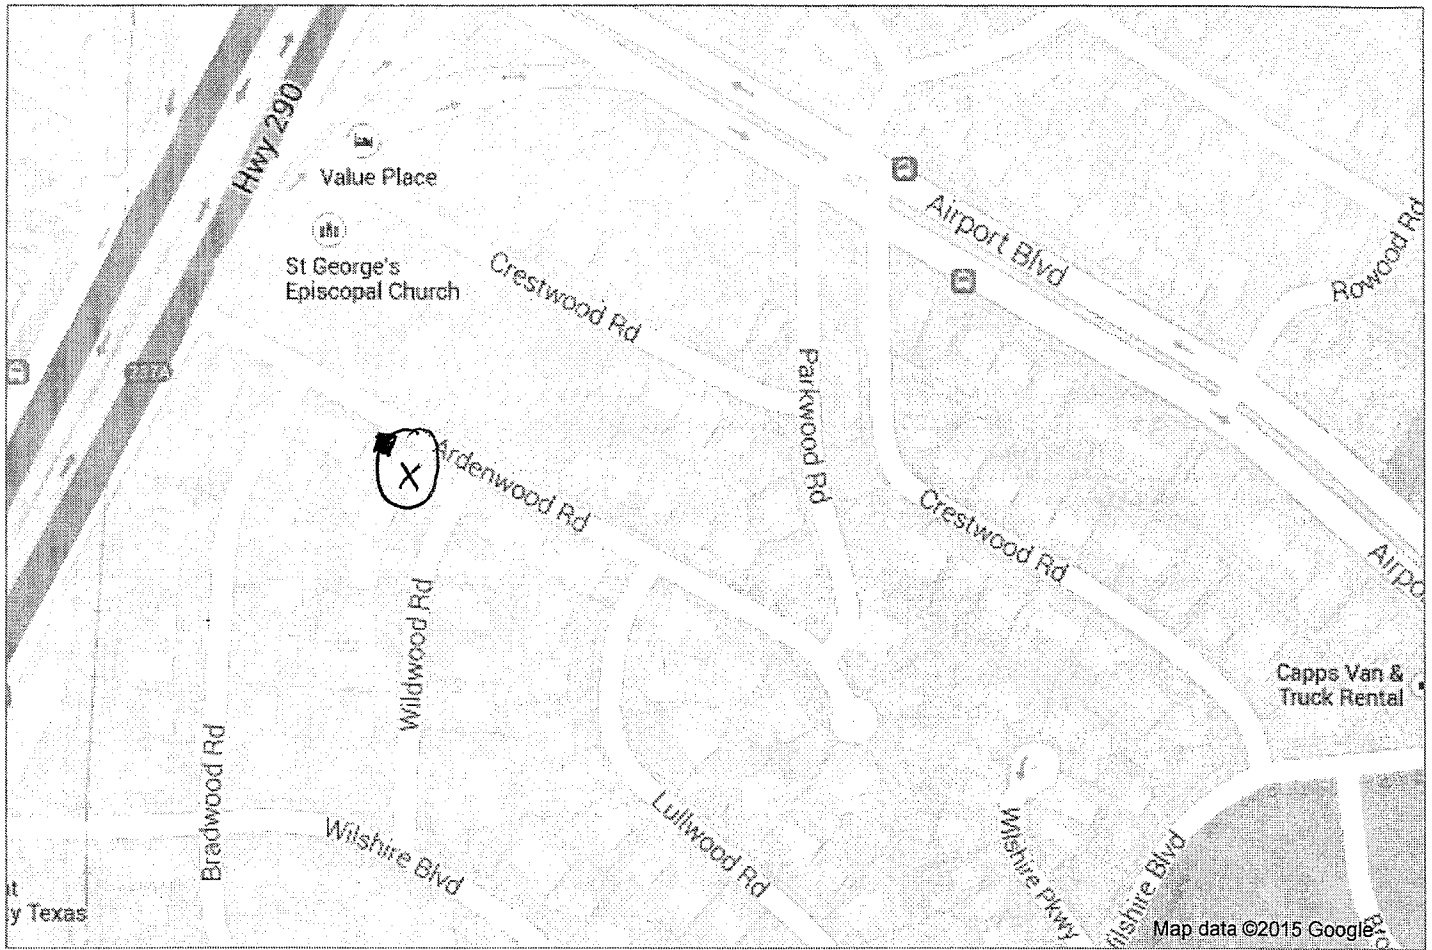 Hwy 290
Value Place
St George's
Episcopal Church
Crestwood Rd
Airport Blvd
Rowood Rd
Parkwood Rd
X
Ardenwood Rd
Crestwood Rd
Airpo
Wildwood Rd
Capps Van &
Truck Rental
Bradwood Rd
Wilshire Blvd
Lullwood Rd
Wilshire Pkwy
ilshire Blvd
y Texas
Map data ©2015 Google